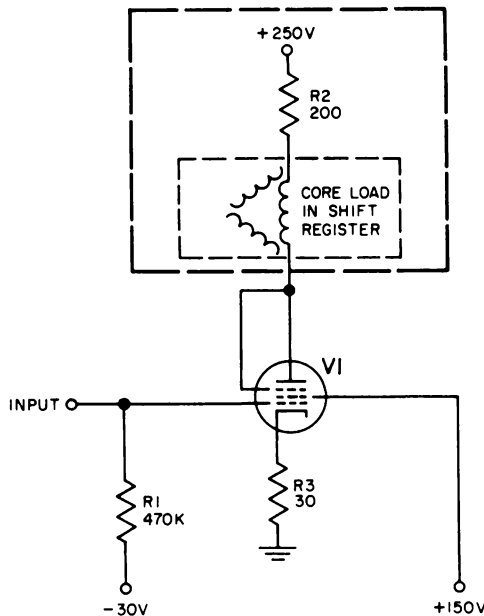 +250V
R2
200
CORE LOAD
IN SHIFT
REGISTER
V1
INPUT
R3
30
R1
470K
-30V
+150V